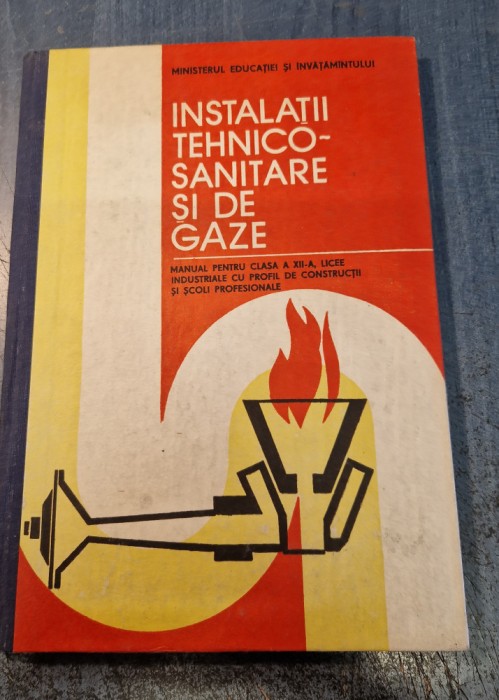 MINISTERUL EDUCAȚIEI ȘI ÎNVĂȚĂMÎNTULUI
INSTALAȚII
TEHNICO-
SANITARE
ȘI DE
GAZE
MANUAL PENTRU CLASA A XII-A, LICEE
INDUSTRIALE CU PROFIL DE CONSTRUCȚII
ȘI ȘCOLI PROFESIONALE